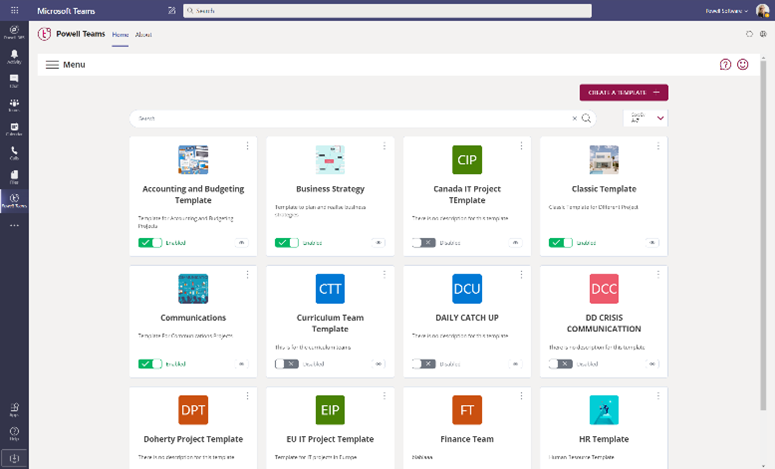 Microsoft Teams
Search
Powell Software
Powell 365
Activity
Chat
Teams
Calendar
Calls
Files
Powell Teams
Apps
Help
Powell Teams
Home
About
Menu
CREATE A TEMPLATE
Search
Accounting and Budgeting
Template
Template for Accounting and Budgeting
Projects
Enabled
Business Strategy
Template to plan and realise business
strategies
Enabled
CIP
Canada IT Project
TEmplate
There is no description for this template
Disabled
Classic Template
Classic Template for Different Project
Enabled
Communications
Template For Communications Projects
Enabled
CTT
Curriculum Team
Template
This is for the curriculum teams
Disabled
DCU
DAILY CATCH UP
There is no description for this template
Disabled
DCC
DD CRISIS
COMMUNICATTION
There is no description for this template
Disabled
DPT
Doherty Project Template
There is no description for this template
EIP
EU IT Project Template
Template for IT projects in Europe
FT
Finance Team
blablaaa
HR Template
Human Resource Template